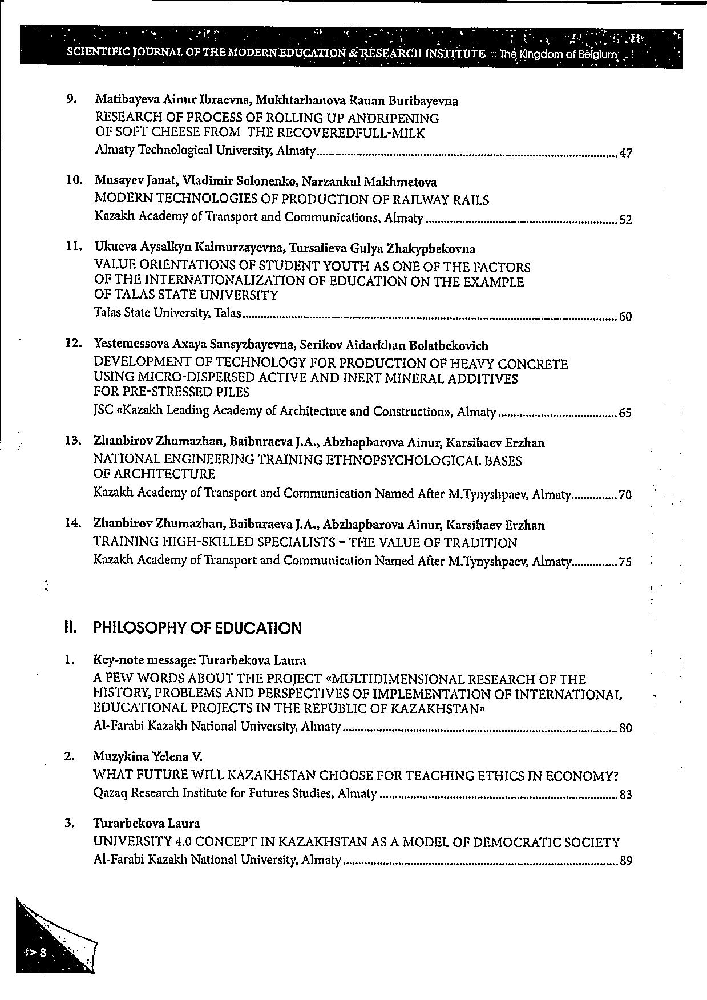 SCIENTIFIC JOURNAL OF THE MODERN EDUCATION & RESEARCH INSTITUTE The Kingdom of Belgium
9. Matibayeva Ainur Ibraevna, Mukhtarhanova Rauan Buribayevna
RESEARCH OF PROCESS OF ROLLING UP ANDRIPENING
OF SOFT CHEESE FROM THE RECOVEREDFULL-MILK
Almaty Technological University, Almaty........47
10. Musayev Janat, Vladimir Solonenko, Narzankul Makhmetova
MODERN TECHNOLOGIES OF PRODUCTION OF RAILWAY RAILS
Kazakh Academy of Transport and Communications, Almaty........52
11. Ukueva Aysalkyn Kalmurzayevna, Tursalieva Gulya Zhakypbekovna
VALUE ORIENTATIONS OF STUDENT YOUTH AS ONE OF THE FACTORS
OF THE INTERNATIONALIZATION OF EDUCATION ON THE EXAMPLE
OF TALAS STATE UNIVERSITY
Talas State University, Talas........60
12. Yestemessova Axaya Sansyzbayevna, Serikov Aidarkhan Bolatbekovich
DEVELOPMENT OF TECHNOLOGY FOR PRODUCTION OF HEAVY CONCRETE
USING MICRO-DISPERSED ACTIVE AND INERT MINERAL ADDITIVES
FOR PRE-STRESSED PILES
JSC «Kazakh Leading Academy of Architecture and Construction», Almaty........65
13. Zhanbirov Zhumazhan, Baiburaeva J.A., Abzhapbarova Ainur, Karsibaev Erzhan
NATIONAL ENGINEERING TRAINING ETHNOPSYCHOLOGICAL BASES
OF ARCHITECTURE
Kazakh Academy of Transport and Communication Named After M.Tynyshpaev, Almaty........70
14. Zhanbirov Zhumazhan, Baiburaeva J.A., Abzhapbarova Ainur, Karsibaev Erzhan
TRAINING HIGH-SKILLED SPECIALISTS – THE VALUE OF TRADITION
Kazakh Academy of Transport and Communication Named After M.Tynyshpaev, Almaty........75
II. PHILOSOPHY OF EDUCATION
1. Key-note message: Turarbekova Laura
A FEW WORDS ABOUT THE PROJECT «MULTIDIMENSIONAL RESEARCH OF THE
HISTORY, PROBLEMS AND PERSPECTIVES OF IMPLEMENTATION OF INTERNATIONAL
EDUCATIONAL PROJECTS IN THE REPUBLIC OF KAZAKHSTAN»
Al-Farabi Kazakh National University, Almaty........80
2. Muzykina Yelena V.
WHAT FUTURE WILL KAZAKHSTAN CHOOSE FOR TEACHING ETHICS IN ECONOMY?
Qazaq Research Institute for Futures Studies, Almaty........83
3. Turarbekova Laura
UNIVERSITY 4.0 CONCEPT IN KAZAKHSTAN AS A MODEL OF DEMOCRATIC SOCIETY
Al-Farabi Kazakh National University, Almaty........89
8